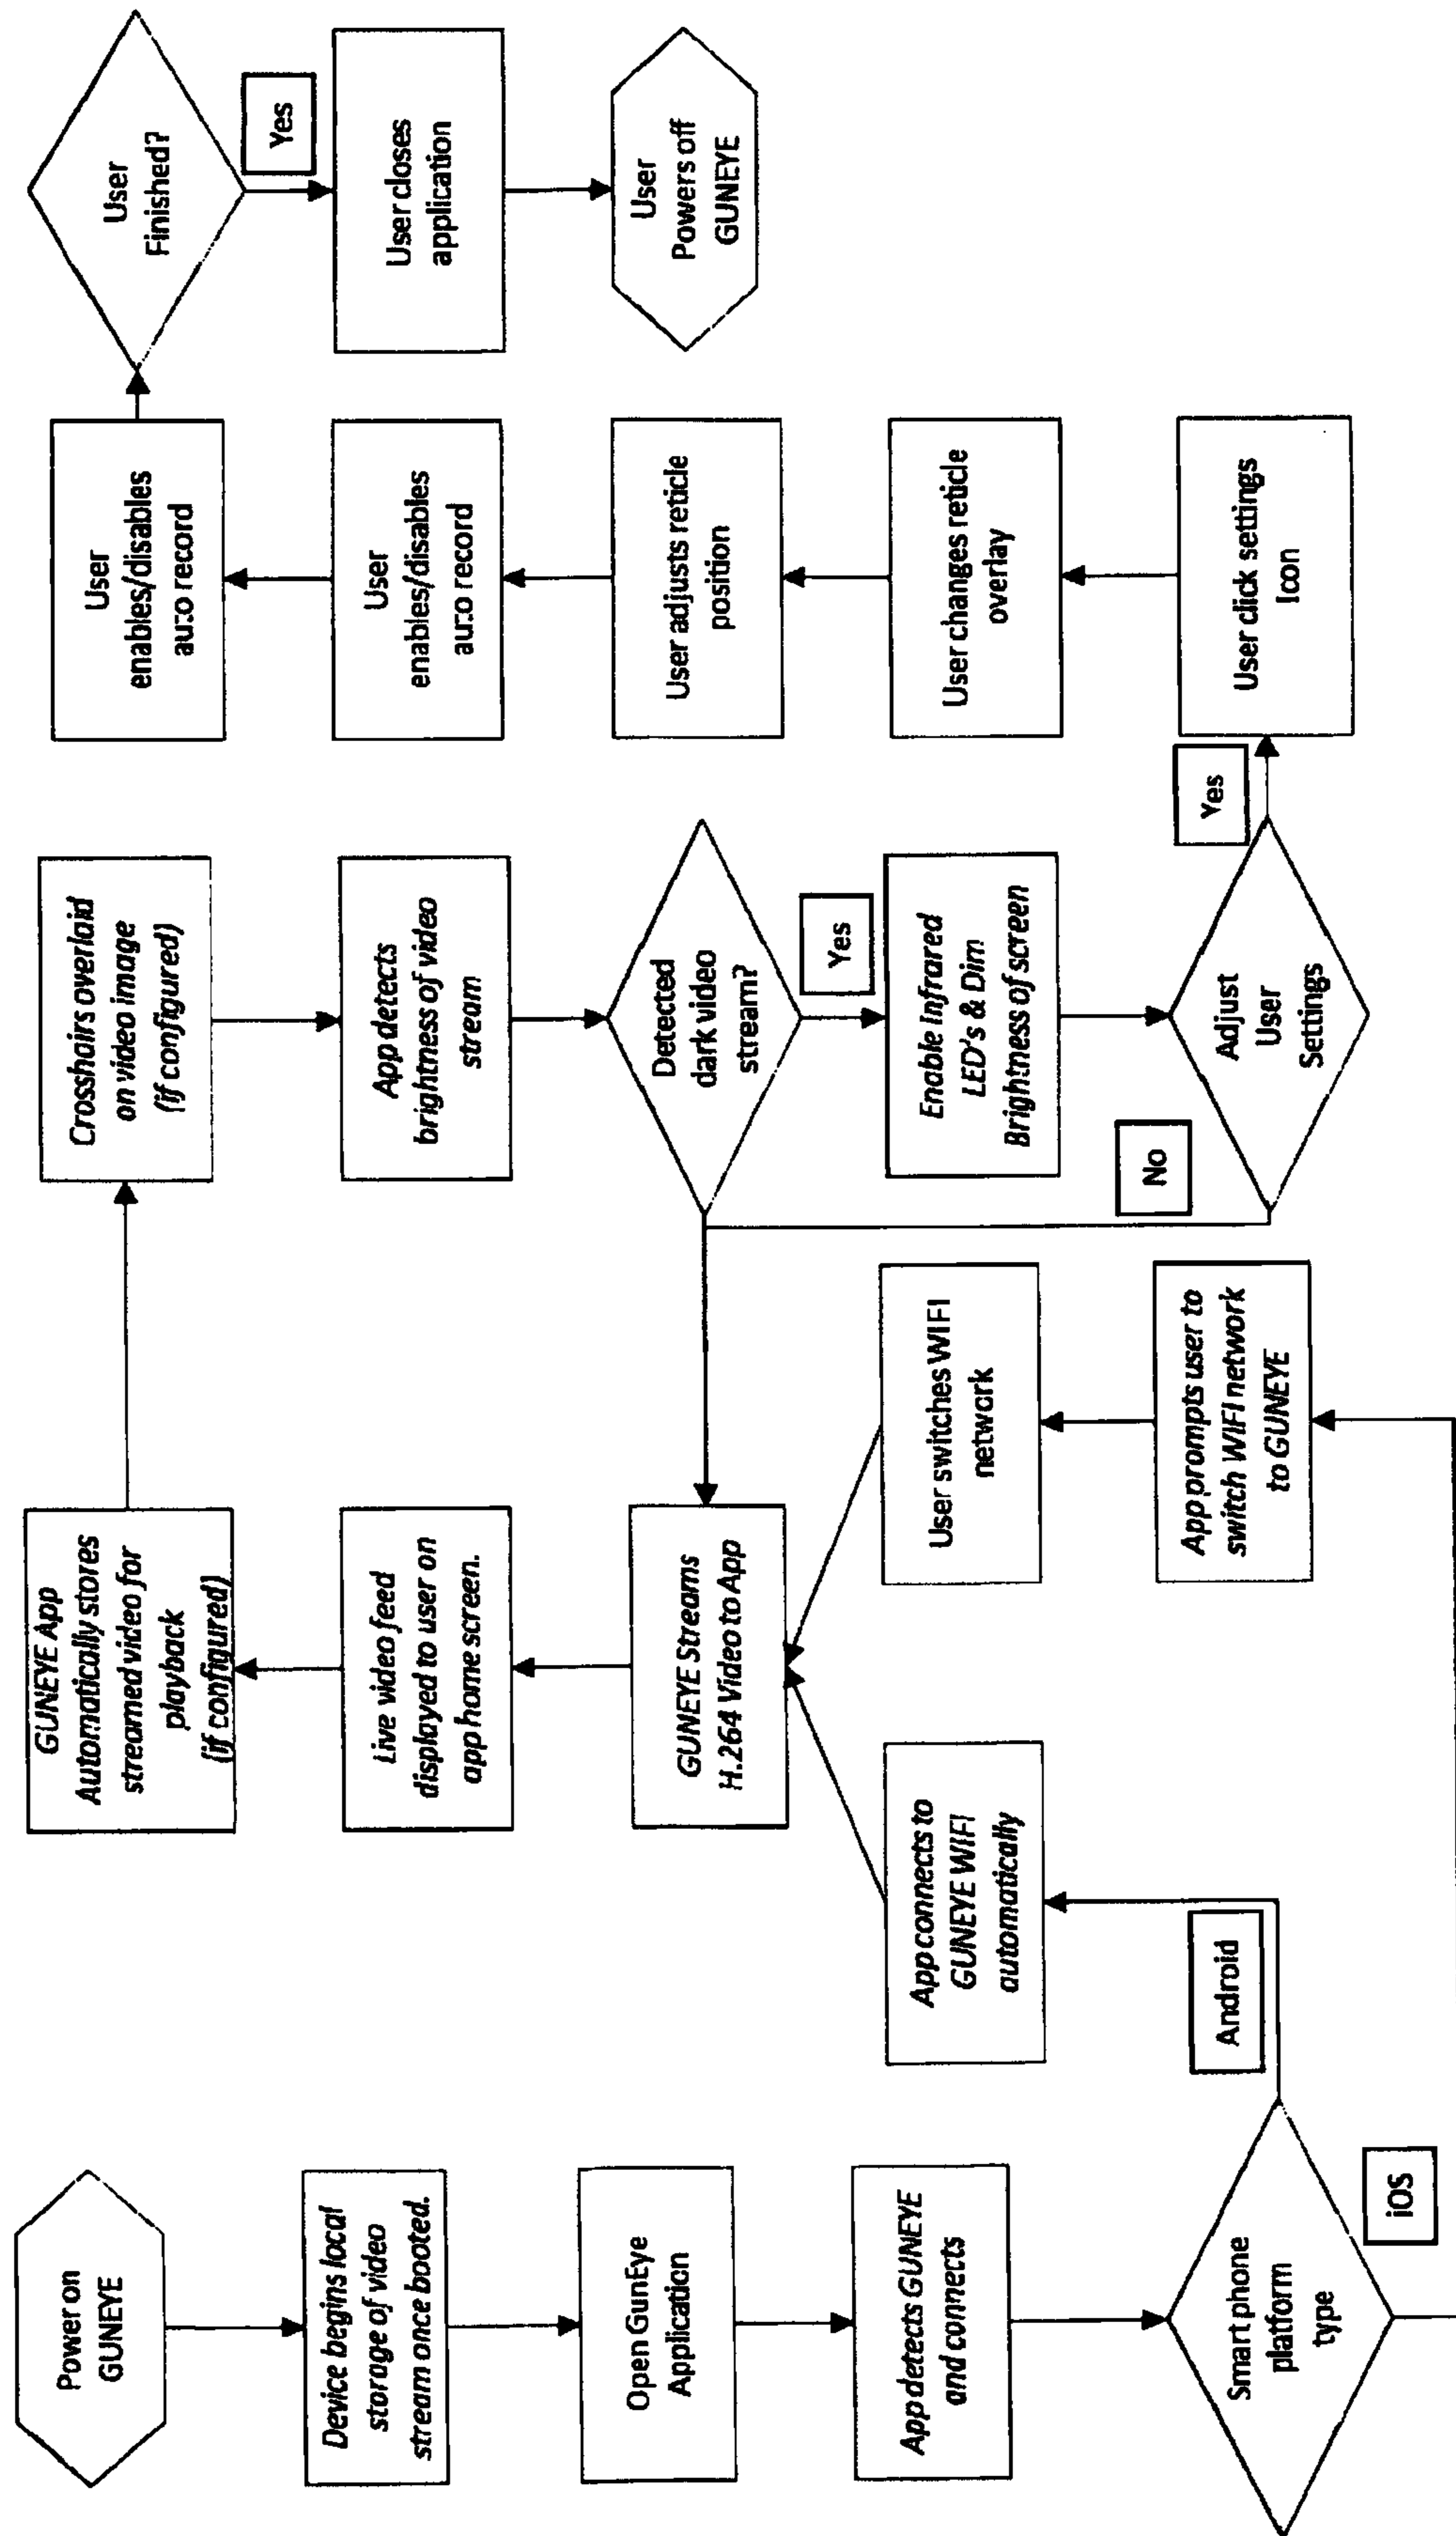 Power on
GUNEYE
Device begins local
storage of video
stream once booted.
Open GunEye
Application
App detects GUNEYE
and connects
Smart phone
platform
type
iOS
Android
App connects to
GUNEYE WIFI
automatically
App prompts user to
switch WIFI network
to GUNEYE
User switches WIFI
network
GUNEYE Streams
H.264 Video to App
Live video feed
displayed to user on
app home screen.
GUNEYE App
Automatically stores
streamed video for
playback
(if configured)
Crosshairs overlaid
on video image
(if configured)
App detects
brightness of video
stream
Detected
dark video
stream?
Yes
Enable Infrared
LED's & Dim
Brightness of screen
No
Adjust
User
Settings
Yes
User click settings
Icon
User changes reticle
overlay
User adjusts reticle
position
User
enables/disables
auto record
User
enables/disables
auto record
User
Finished?
Yes
User closes
application
User
Powers off
GUNEYE